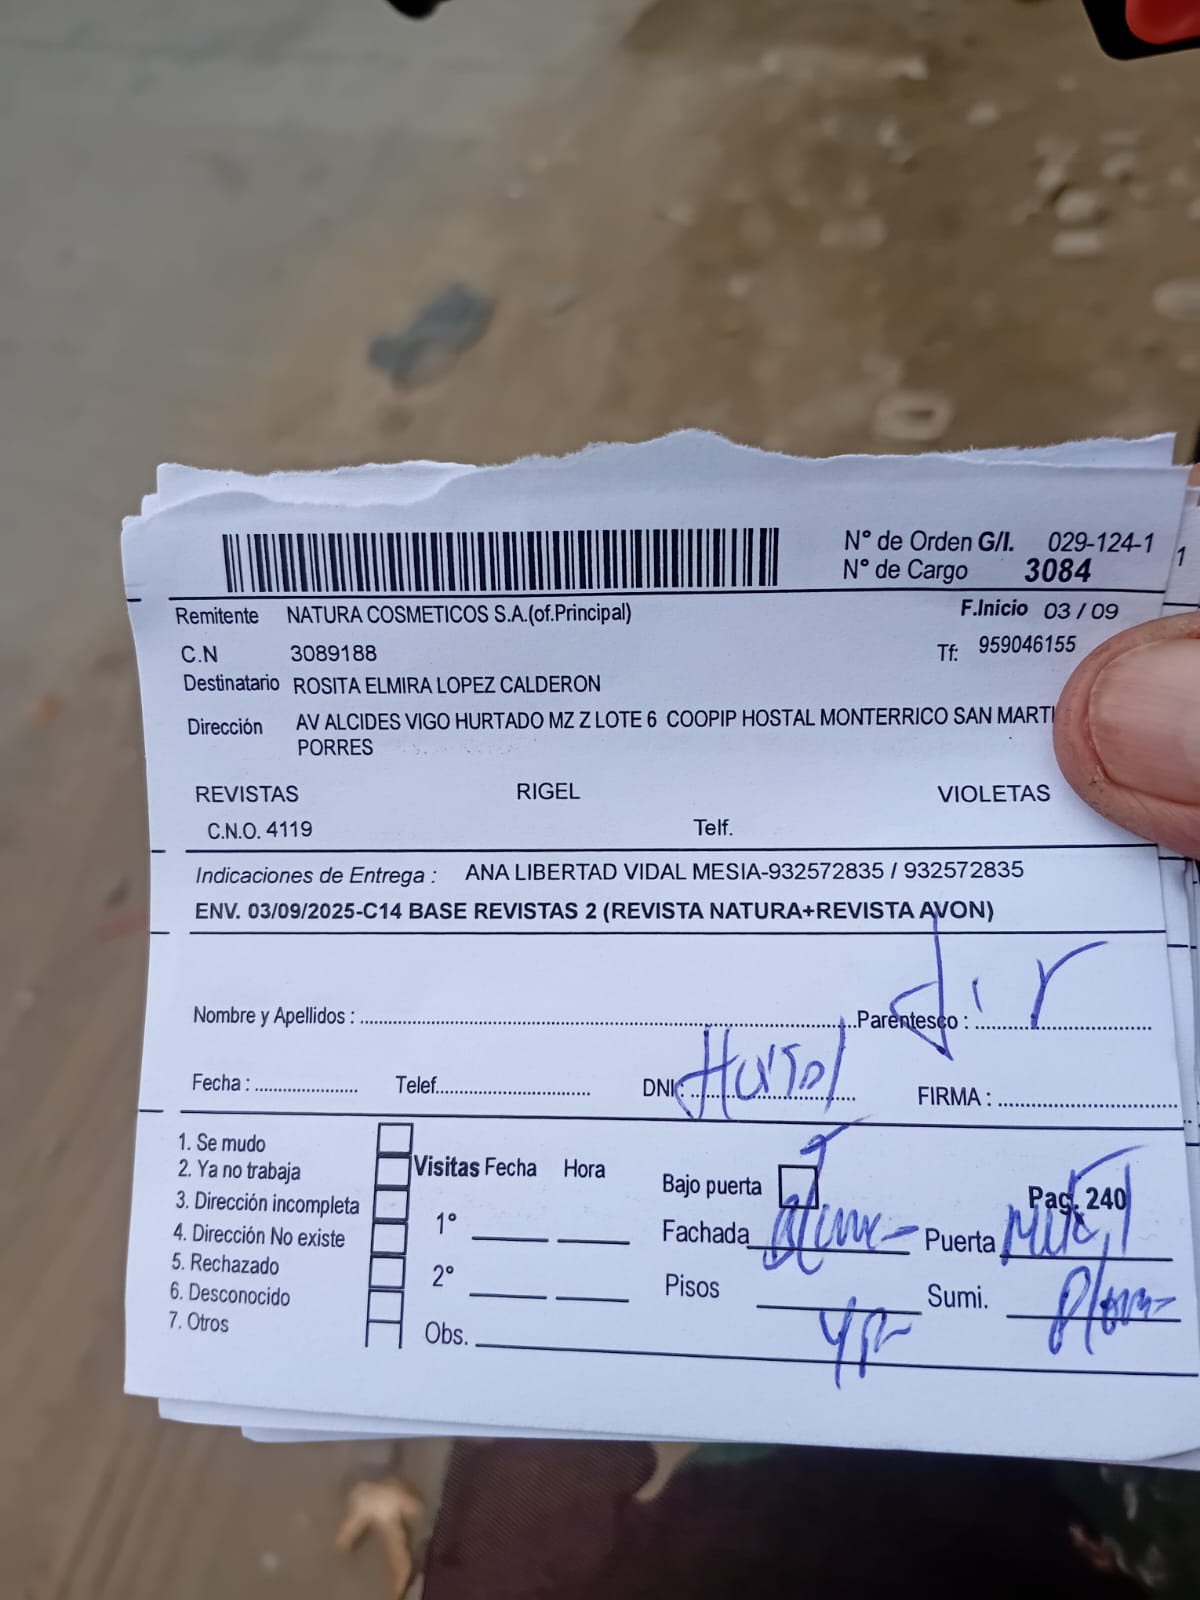 N° de Orden G/I. 029-124-1
N° de Cargo 3084
1
Remitente NATURA COSMETICOS S.A.(of.Principal)
F.Inicio 03 / 09
C.N 3089188
Tf: 959046155
Destinatario ROSITA ELMIRA LOPEZ CALDERON
Dirección AV ALCIDES VIGO HURTADO MZ Z LOTE 6 COOPIP HOSTAL MONTERRICO SAN MARTI
PORRES
REVISTAS RIGEL VIOLETAS
C.N.O. 4119 Telf.
Indicaciones de Entrega : ANA LIBERTAD VIDAL MESIA-932572835 / 932572835
ENV. 03/09/2025-C14 BASE REVISTAS 2 (REVISTA NATURA+REVISTA AVON)
Nombre y Apellidos : Parentesco :
Fecha : Telef. DNI: FIRMA :
1. Se mudo
2. Ya no trabaja
3. Dirección incompleta
4. Dirección No existe
5. Rechazado
6. Desconocido
7. Otros
Visitas Fecha Hora
1°
2°
Obs.
Bajo puerta Pag. 240
Fachada Puerta
Pisos Sumi.